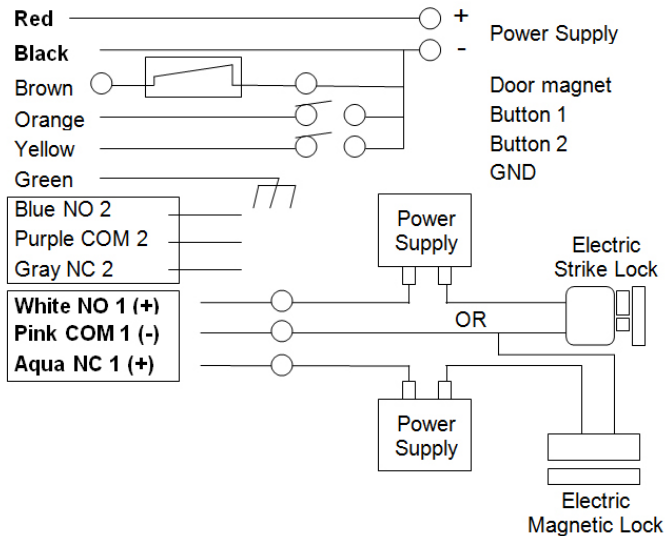 Red
+
Power Supply
Black
-
Brown
Door magnet
Orange
Button 1
Yellow
Button 2
Green
GND
Blue NO 2
Purple COM 2
Gray NC 2
Power
Supply
Electric
Strike Lock
White NO 1 (+)
Pink COM 1 (-)
OR
Aqua NC 1 (+)
Power
Supply
Electric
Magnetic Lock